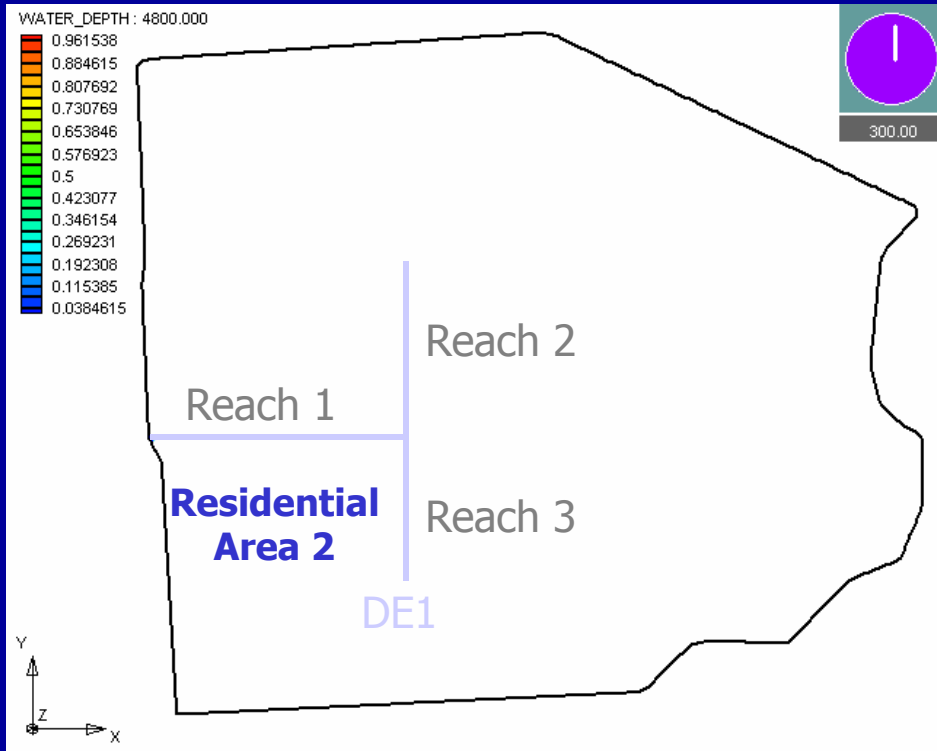 WATER_DEPTH : 4800.000
0.961538
0.884615
0.807692
0.730769
0.653846
0.576923
0.5
0.423077
0.346154
0.269231
0.192308
0.115385
0.0384615
300.00
Reach 2
Reach 1
Residential
Area 2
Reach 3
DE1
Y
Z
X